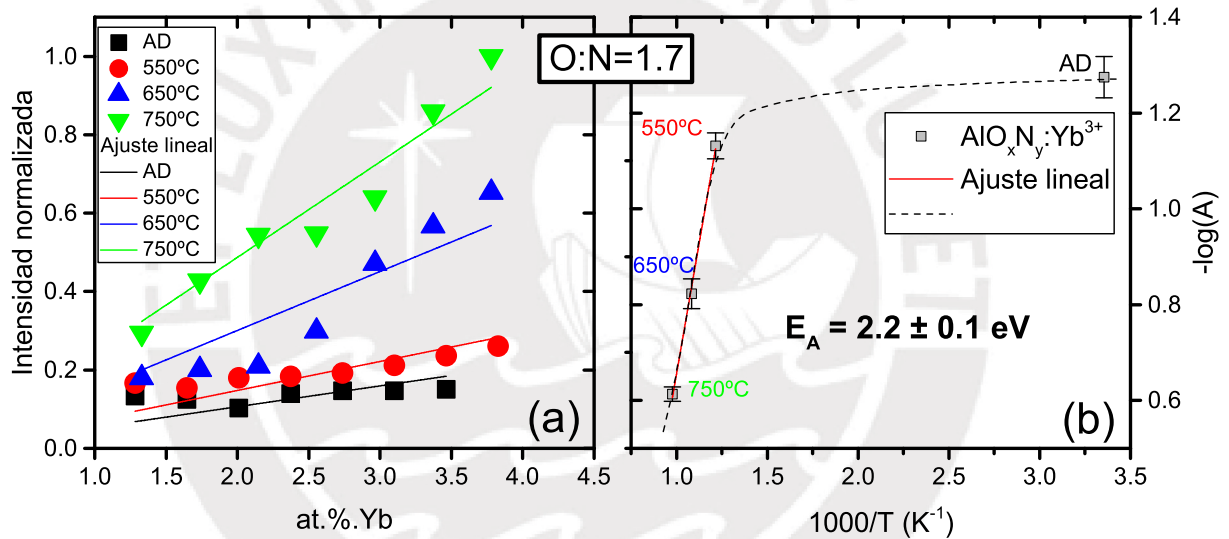 O:N=1.7
AD
550ºC
650ºC
750ºC
Ajuste lineal
AD
550ºC
650ºC
750ºC
Intensidad normalizada
1.0
0.8
0.6
0.4
0.2
0.0
1.0 1.5 2.0 2.5 3.0 3.5 4.0 4.5
at.%.Yb
(a)
AD
550ºC
650ºC
750ºC
AlOₓNᵧ:Yb³⁺
Ajuste lineal
E_A = 2.2 ± 0.1 eV
(b)
1.4
1.2
1.0
0.8
0.6
-log(A)
1.0 1.5 2.0 2.5 3.0 3.5
1000/T (K⁻¹)